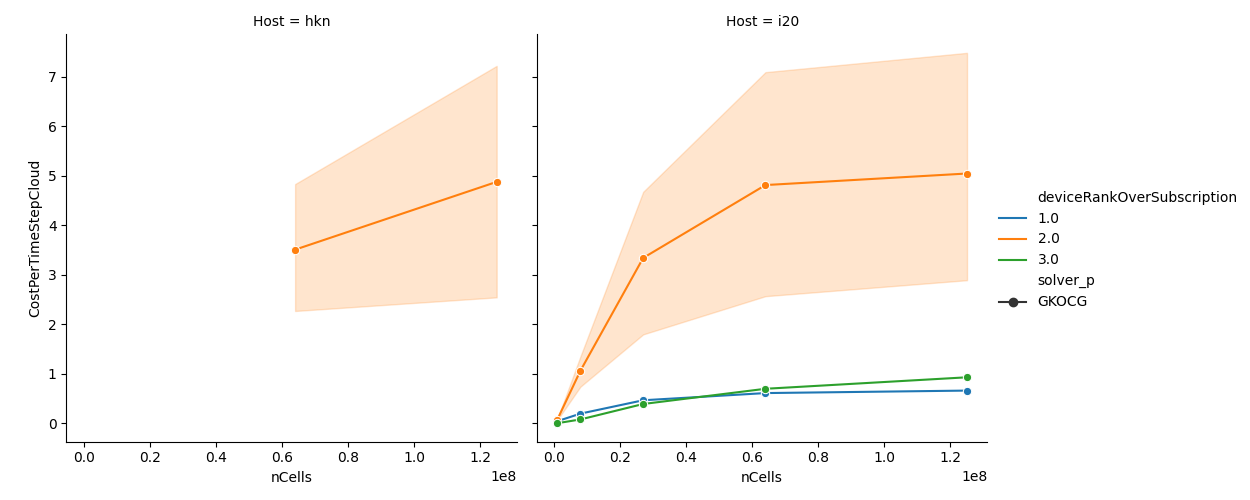 Host = hkn
Host = i20
CostPerTimeStepCloud
7
6
5
4
3
2
1
0
0.0 0.2 0.4 0.6 0.8 1.0 1.2
1e8
nCells
0.0 0.2 0.4 0.6 0.8 1.0 1.2
1e8
nCells
deviceRankOverSubscription
1.0
2.0
3.0
solver_p
GKOCG